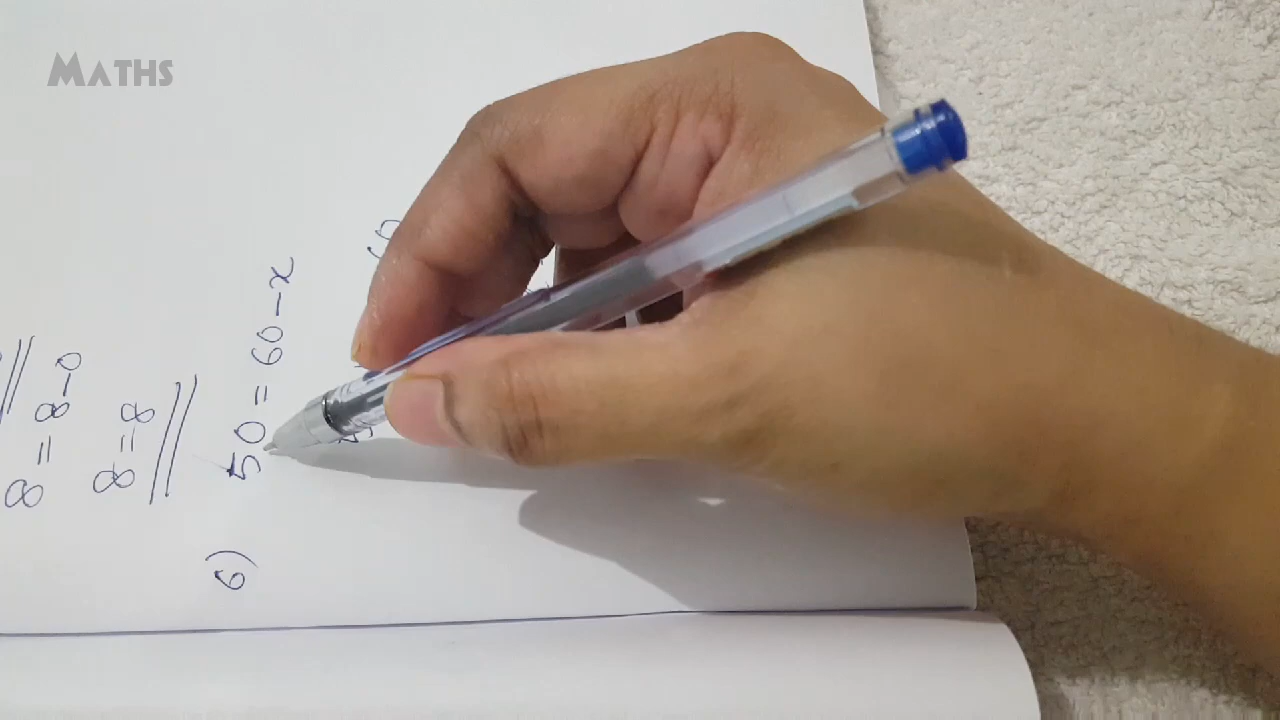 MATHS
8 = 8-0
8 = 8
6) 50 = 60 - x